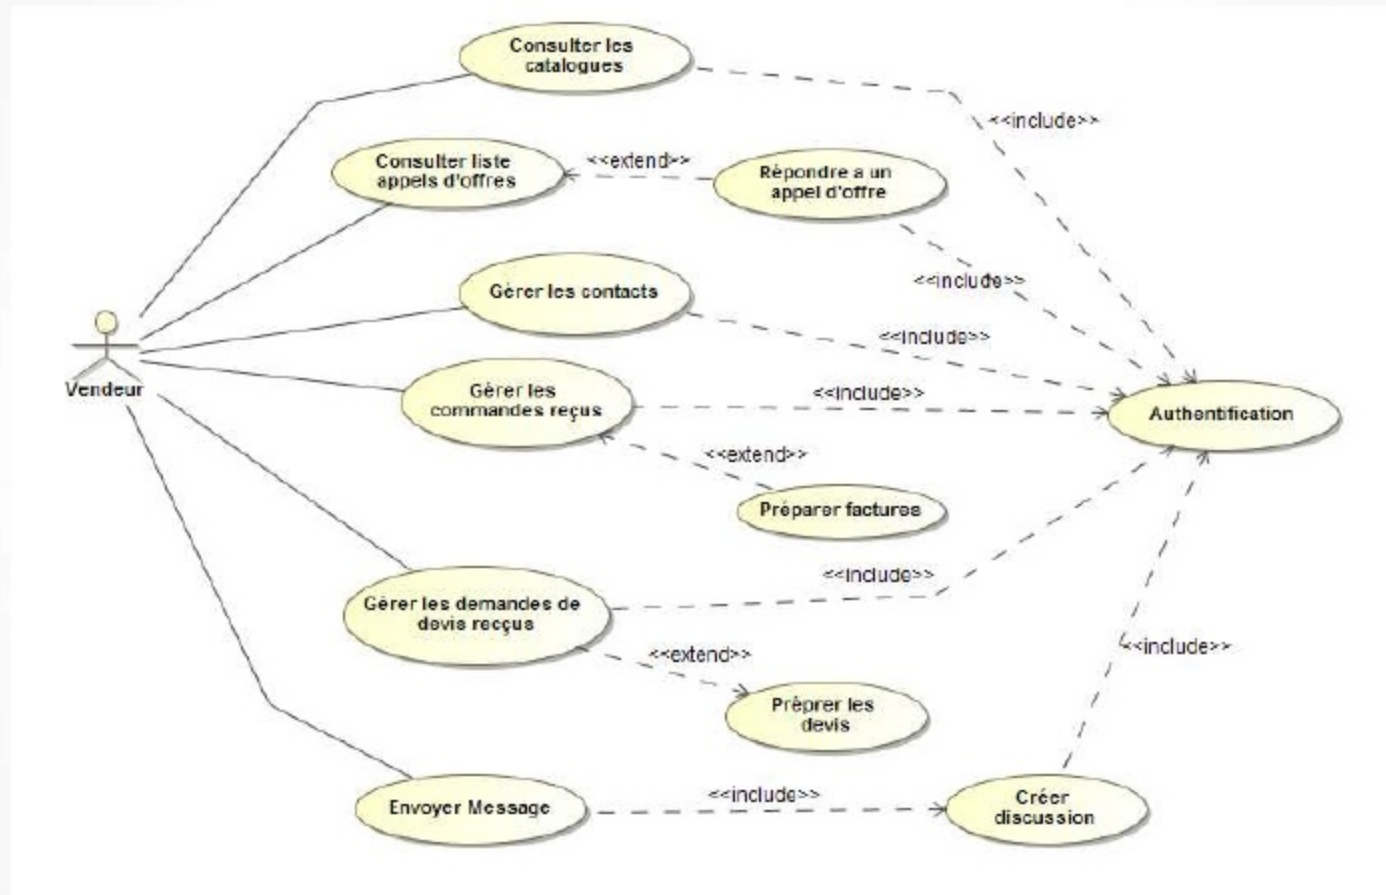 Consulter les
catalogues
<<include>>
Consulter liste
appels d'offres
<<extend>>
Répondre a un
appel d'offre
<<include>>
Gérer les contacts
<<include>>
Vendeur
Gérer les
commandes reçus
<<include>>
Authentification
<<extend>>
Préparer factures
<<include>>
Gérer les demandes de
devis recçus
<<extend>>
<<include>>
Préprer les
devis
Envoyer Message
<<include>>
Créer
discussion